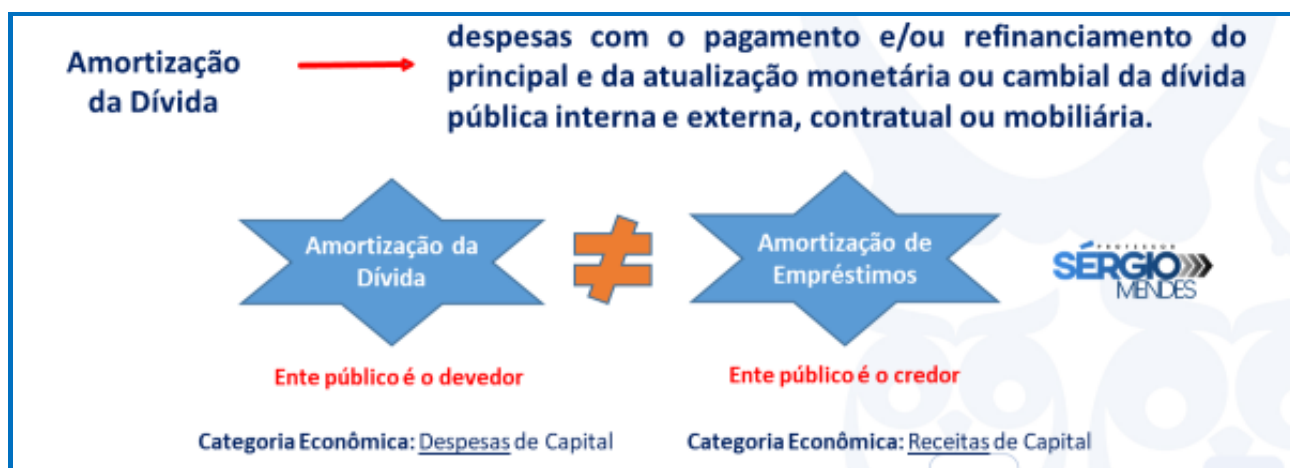 Amortização
da Dívida
despesas com o pagamento e/ou refinanciamento do
principal e da atualização monetária ou cambial da dívida
pública interna e externa, contratual ou mobiliária.
Amortização da
Dívida
Amortização de
Empréstimos
PROFESSOR
SÉRGIO
MENDES
Ente público é o devedor
Ente público é o credor
Categoria Econômica: Despesas de Capital
Categoria Econômica: Receitas de Capital